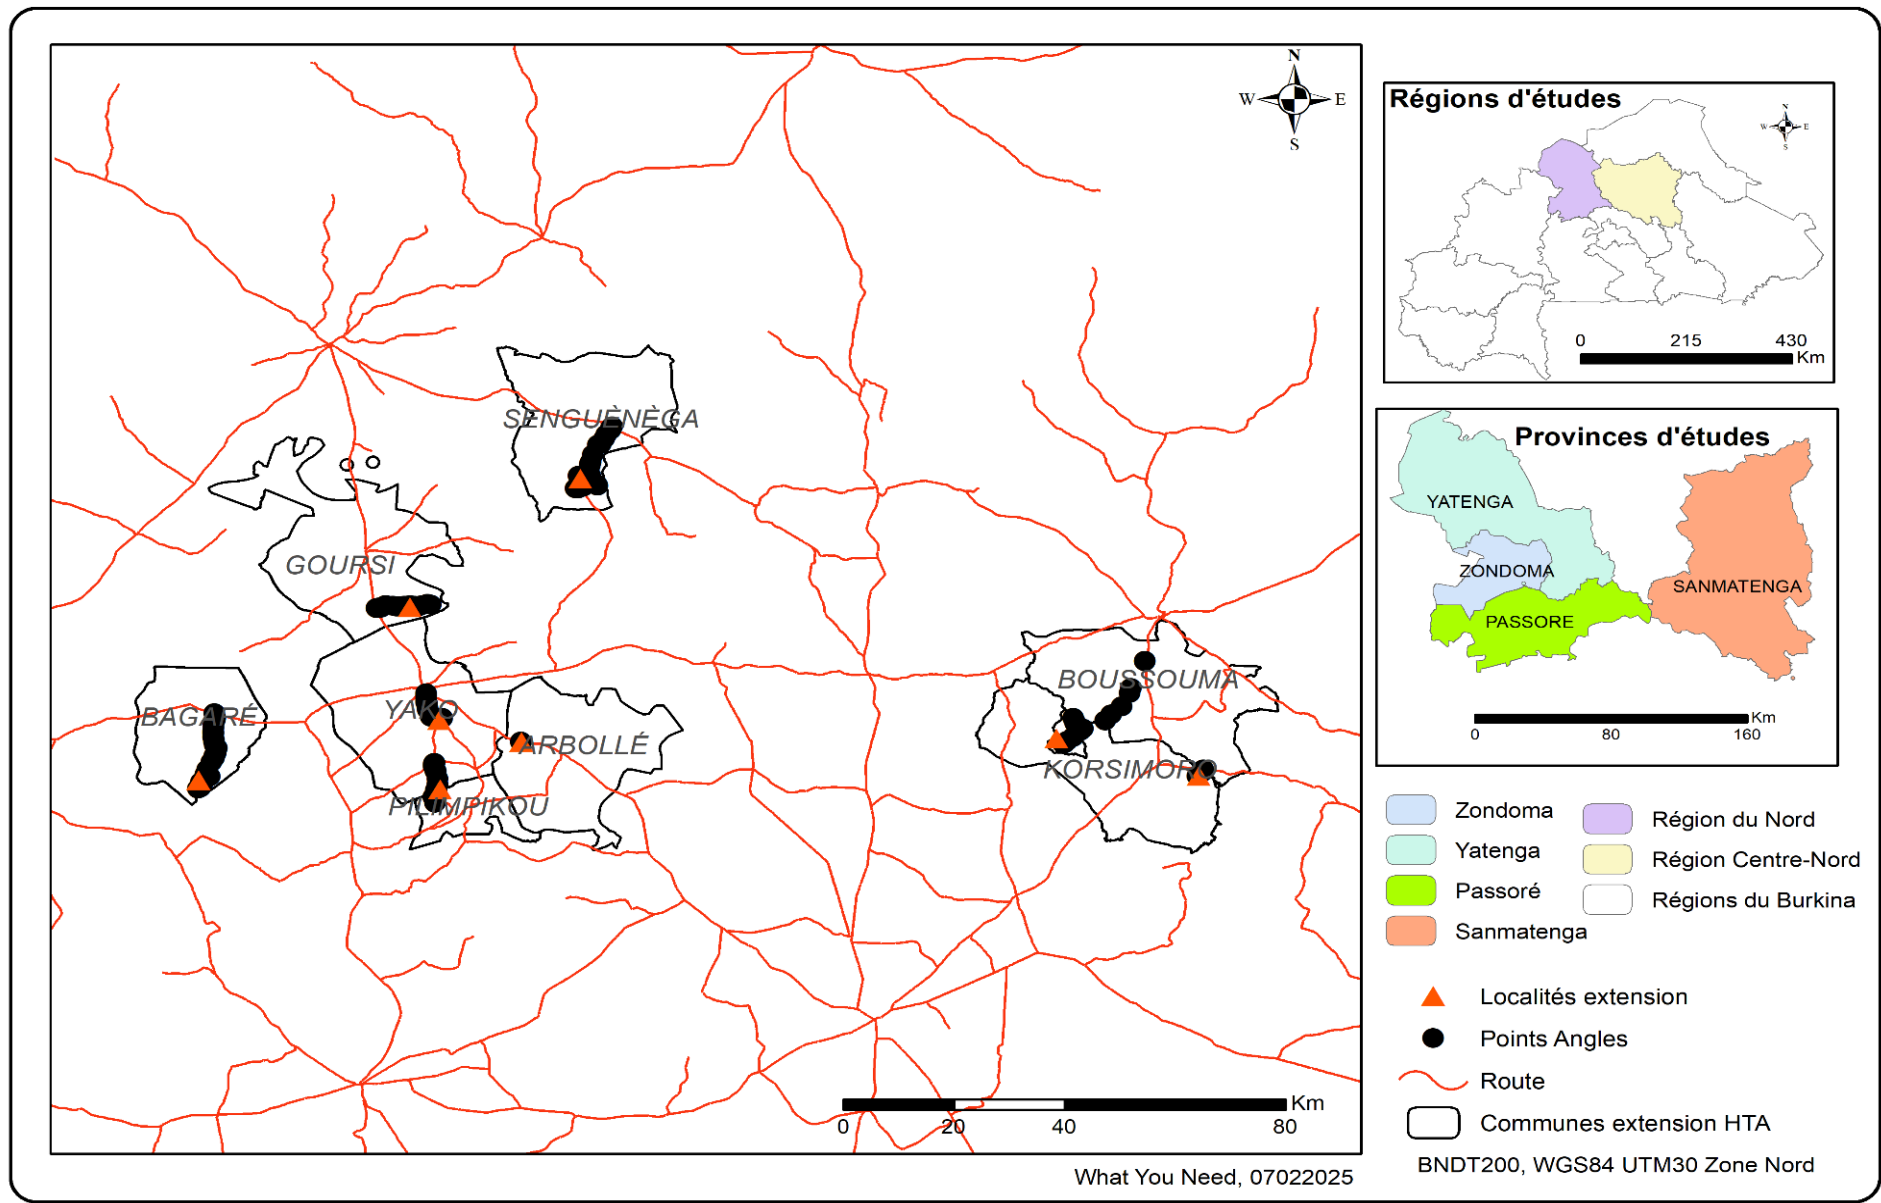 N
W E
S
SENGUÈNÈGA
GOURSI
BAGARÉ
YAKO
ARBOLLÉ
PILIMPIKOU
BOUSSOUMA
KORSIMORO
Km
0 20 40 80
What You Need, 07022025
Régions d'études
N
W E
S
0 215 430
Km
Provinces d'études
YATENGA
ZONDOMA
SANMATENGA
PASSORE
Km
0 80 160
Zondoma
Yatenga
Passoré
Sanmatenga
Région du Nord
Région Centre-Nord
Régions du Burkina
Localités extension
Points Angles
Route
Communes extension HTA
BNDT200, WGS84 UTM30 Zone Nord